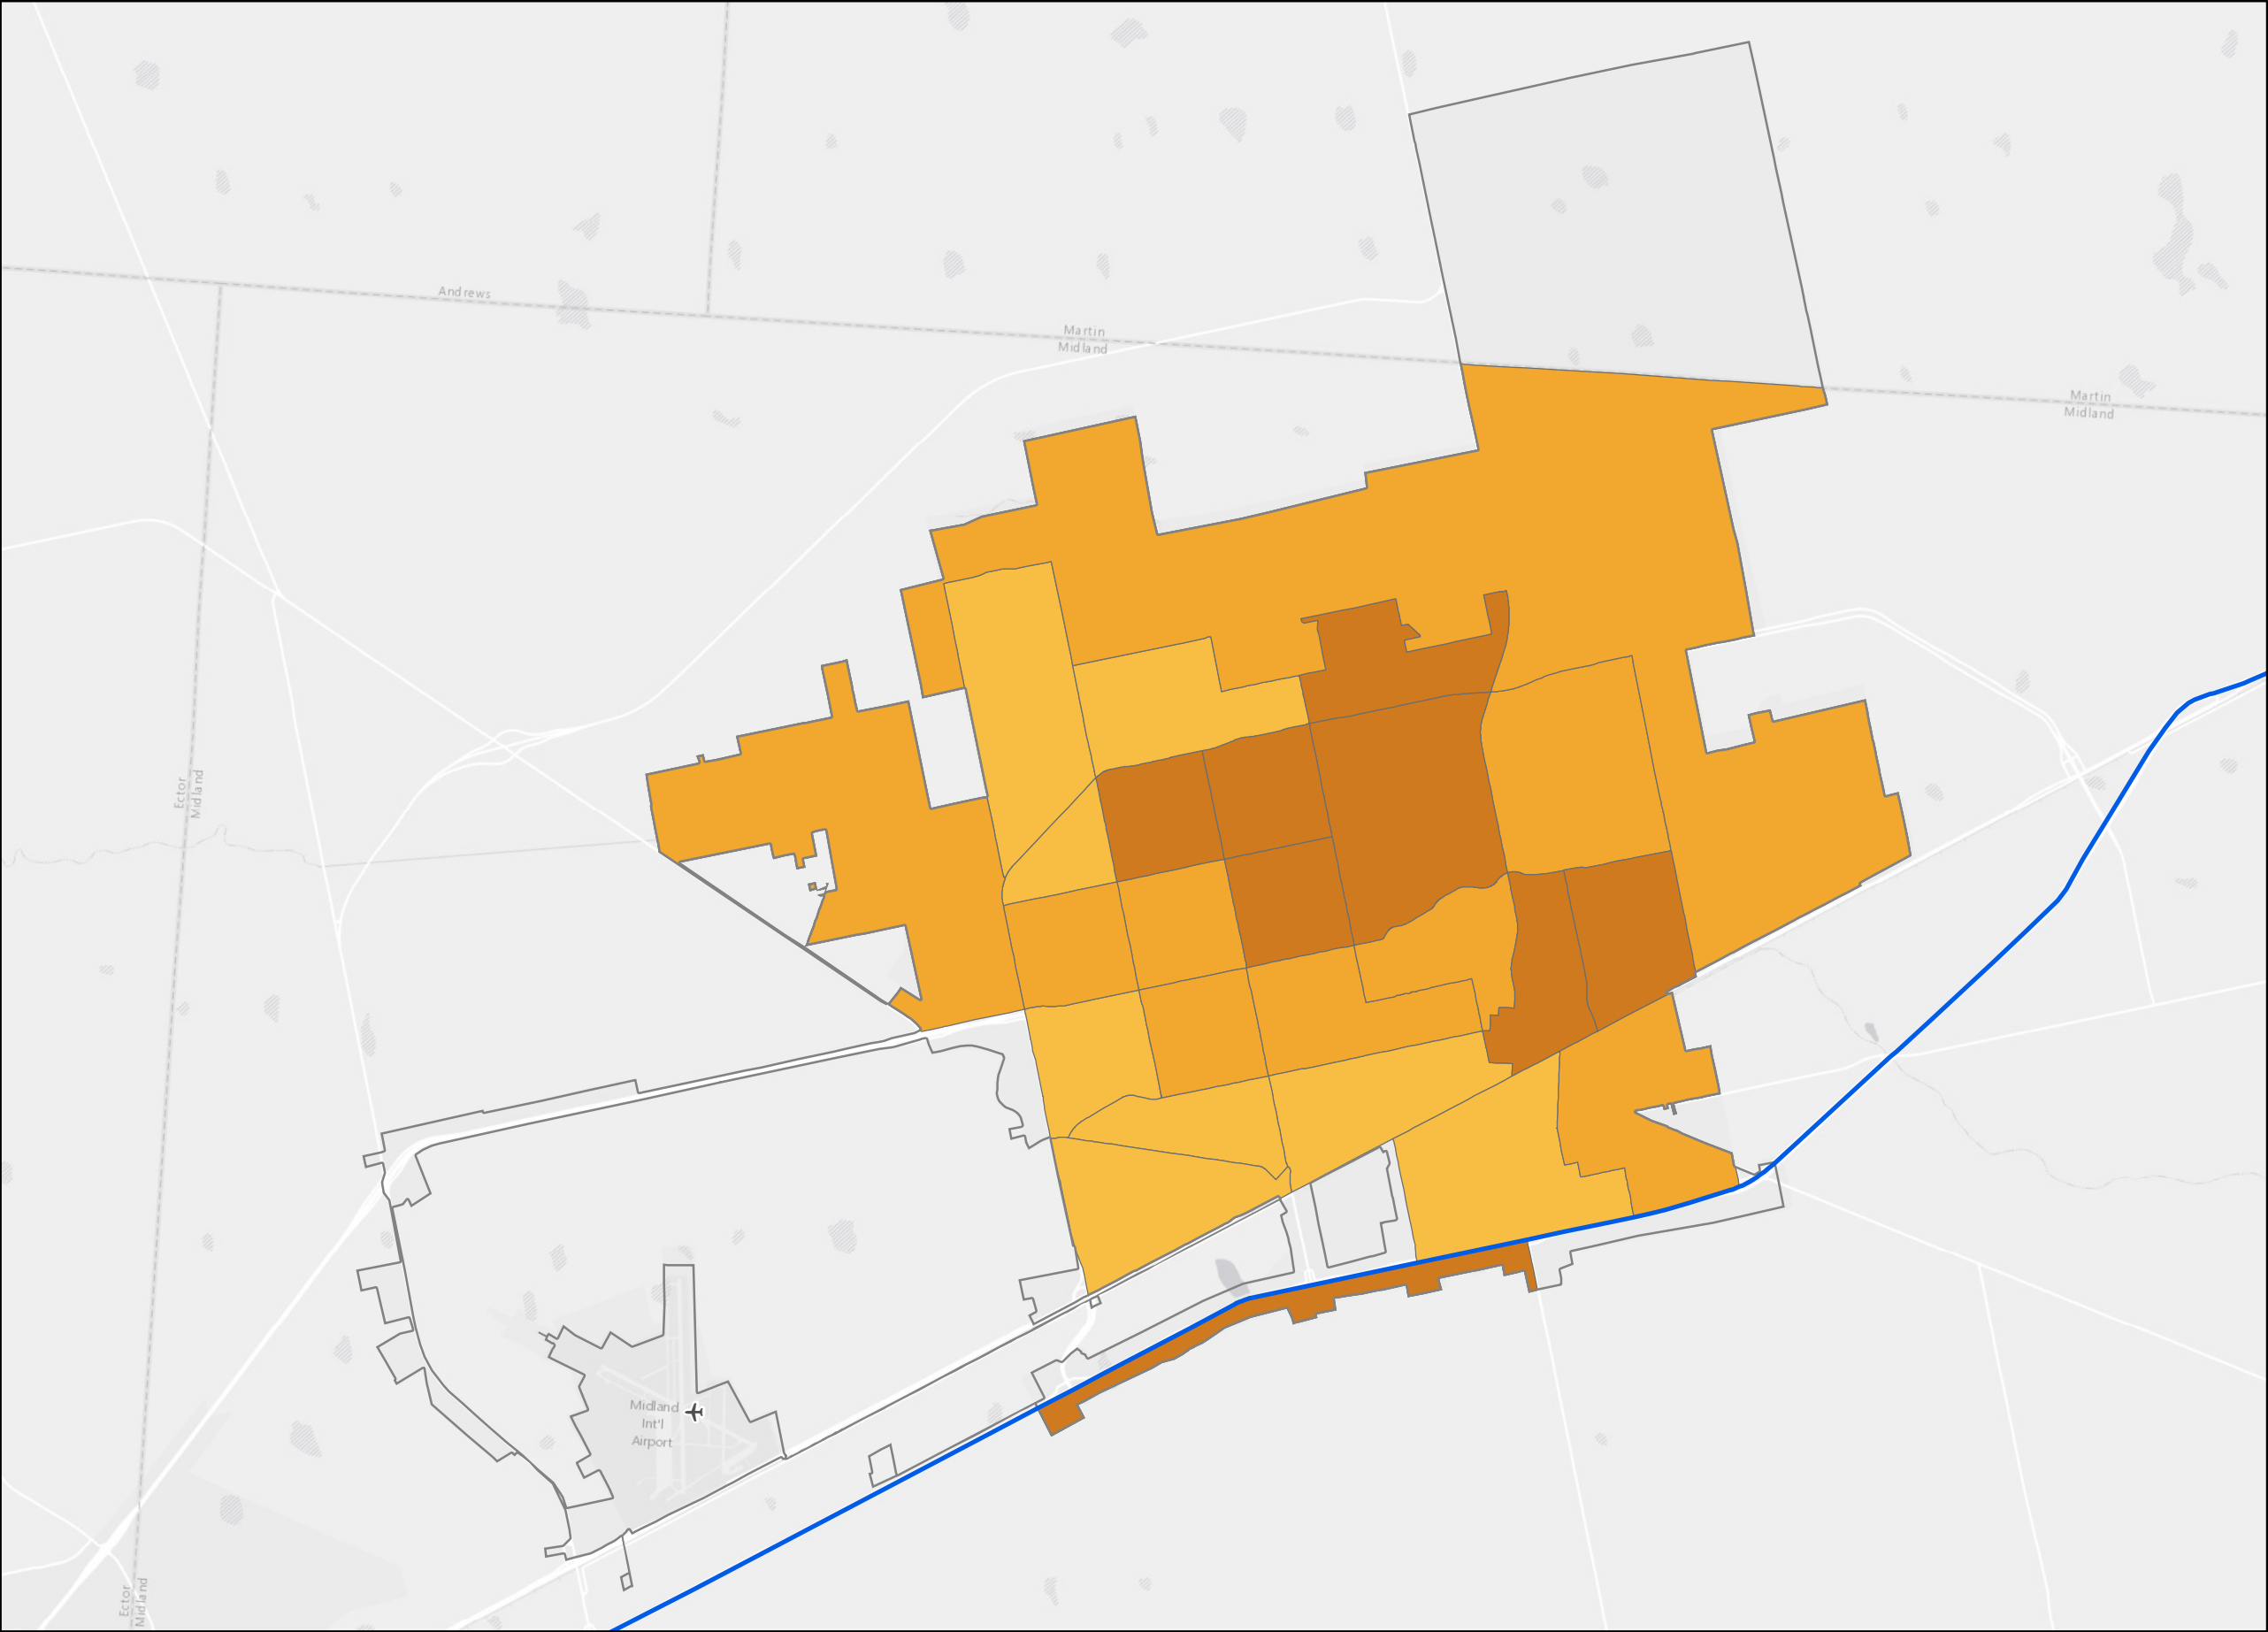 Andrews
Martin
Midland
Martin
Midland
Ector
Midland
Midland
Int'l
Airport
Ector
Midland